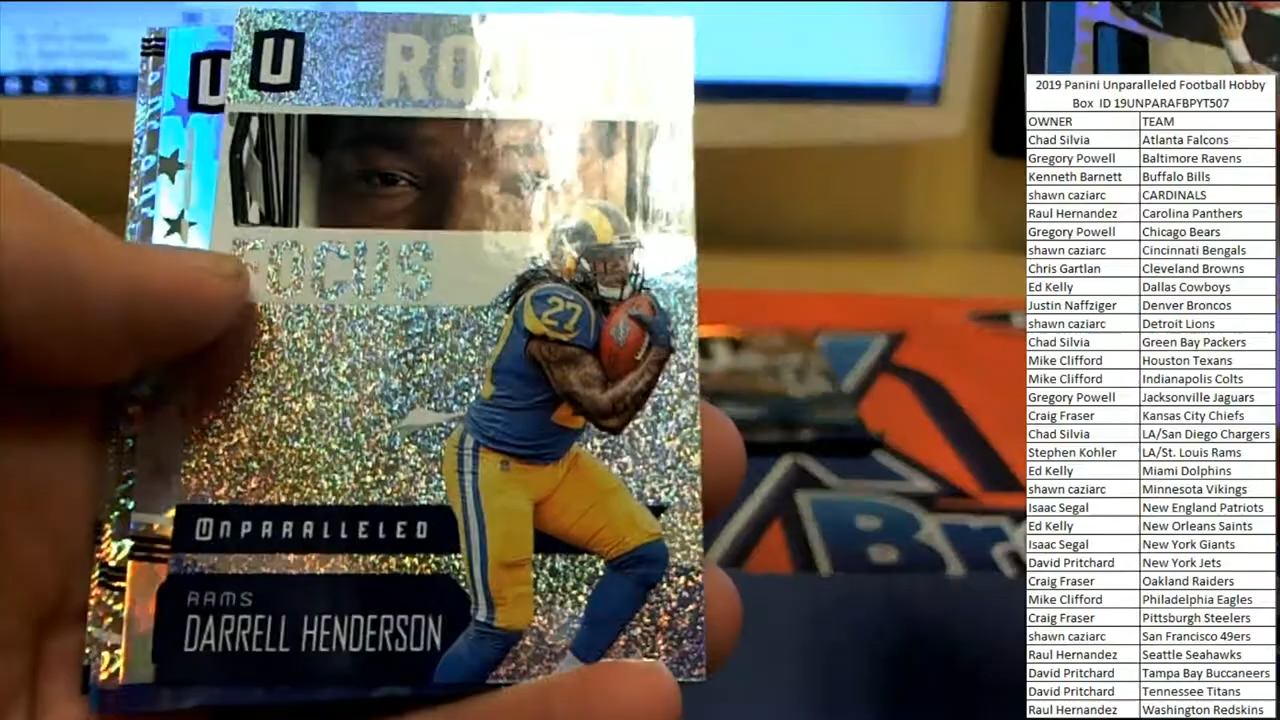 U
U
FOCUS
27
UNPARALLELED
RAMS
DARRELL HENDERSON
2019 Panini Unparalleled Football Hobby
Box ID 19UNPARAFBPYT507
OWNER TEAM
Chad Silvia Atlanta Falcons
Gregory Powell Baltimore Ravens
Kenneth Barnett Buffalo Bills
shawn caziarc CARDINALS
Raul Hernandez Carolina Panthers
Gregory Powell Chicago Bears
shawn caziarc Cincinnati Bengals
Chris Gartlan Cleveland Browns
Ed Kelly Dallas Cowboys
Justin Naffziger Denver Broncos
shawn caziarc Detroit Lions
Chad Silvia Green Bay Packers
Mike Clifford Houston Texans
Mike Clifford Indianapolis Colts
Gregory Powell Jacksonville Jaguars
Craig Fraser Kansas City Chiefs
Chad Silvia LA/San Diego Chargers
Stephen Kohler LA/St. Louis Rams
Ed Kelly Miami Dolphins
shawn caziarc Minnesota Vikings
Isaac Segal New England Patriots
Ed Kelly New Orleans Saints
Isaac Segal New York Giants
David Pritchard New York Jets
Craig Fraser Oakland Raiders
Mike Clifford Philadelphia Eagles
Craig Fraser Pittsburgh Steelers
shawn caziarc San Francisco 49ers
Raul Hernandez Seattle Seahawks
David Pritchard Tampa Bay Buccaneers
David Pritchard Tennessee Titans
Raul Hernandez Washington Redskins